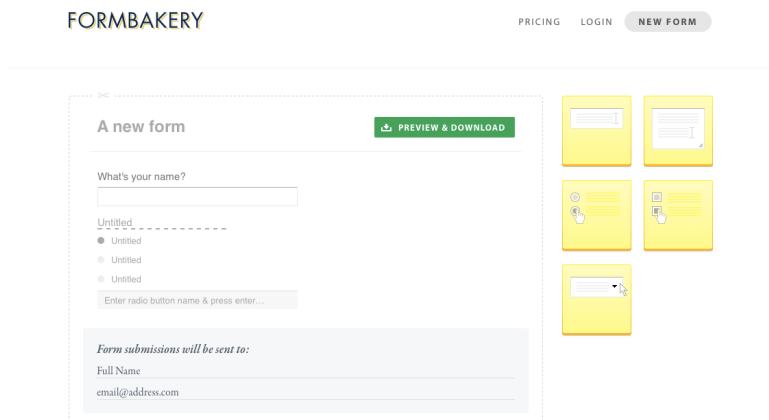 FORMBAKERY
PRICING LOGIN NEW FORM
A new form
PREVIEW & DOWNLOAD
What's your name?
Untitled
Untitled
Untitled
Untitled
Enter radio button name & press enter...
Form submissions will be sent to:
Full Name
email@address.com